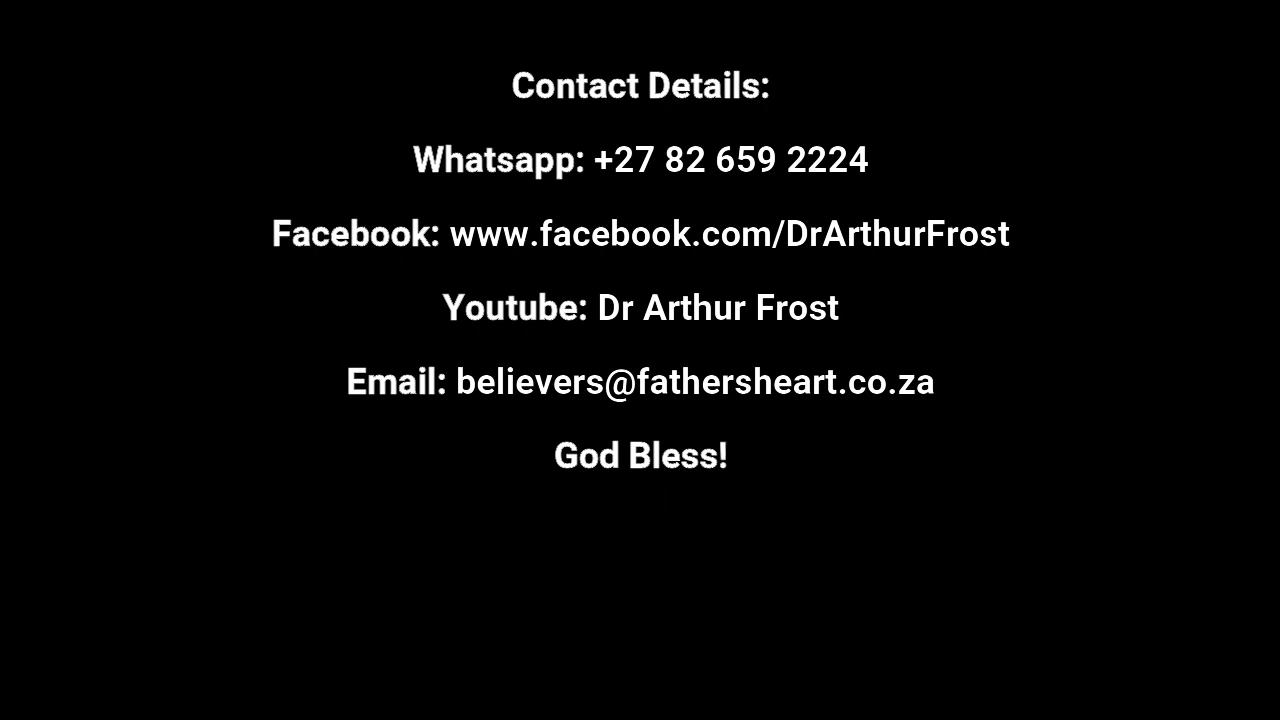 Contact Details:
Whatsapp: +27 82 659 2224
Facebook: www.facebook.com/DrArthurFrost
Youtube: Dr Arthur Frost
Email: believers@fathersheart.co.za
God Bless!